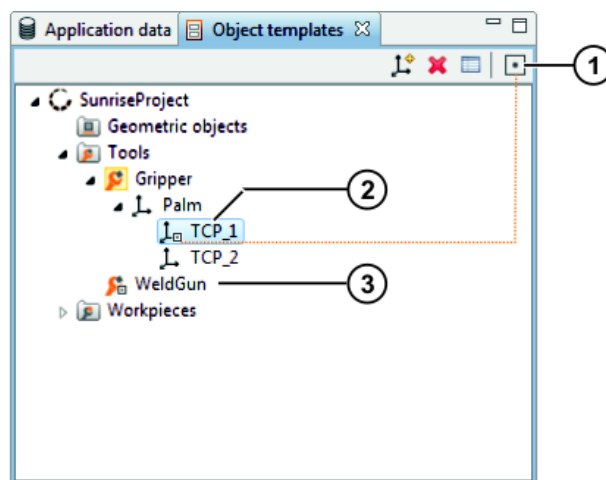 Application data Object templates
1
SunriseProject
Geometric objects
Tools
Gripper
Palm
2
TCP_1
TCP_2
WeldGun
3
Workpieces